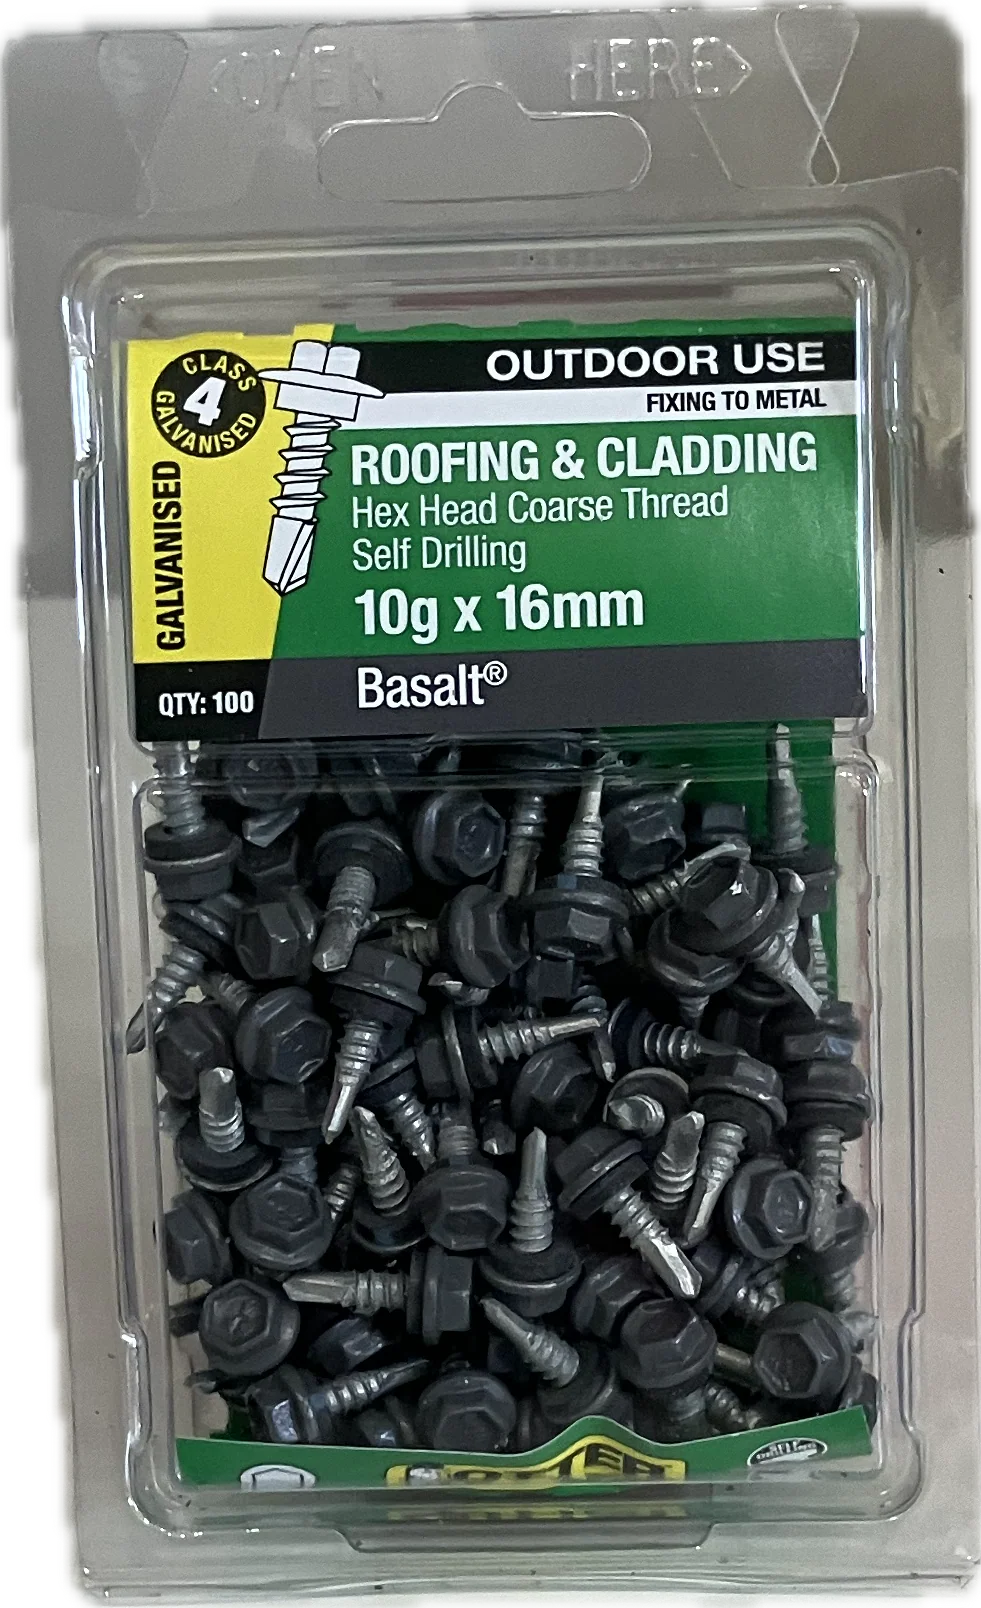 OPEN HERE
CLASS
4
GALVANISED
GALVANISED
QTY: 100
OUTDOOR USE
FIXING TO METAL
ROOFING & CLADDING
Hex Head Coarse Thread
Self Drilling
10g x 16mm
Basalt®